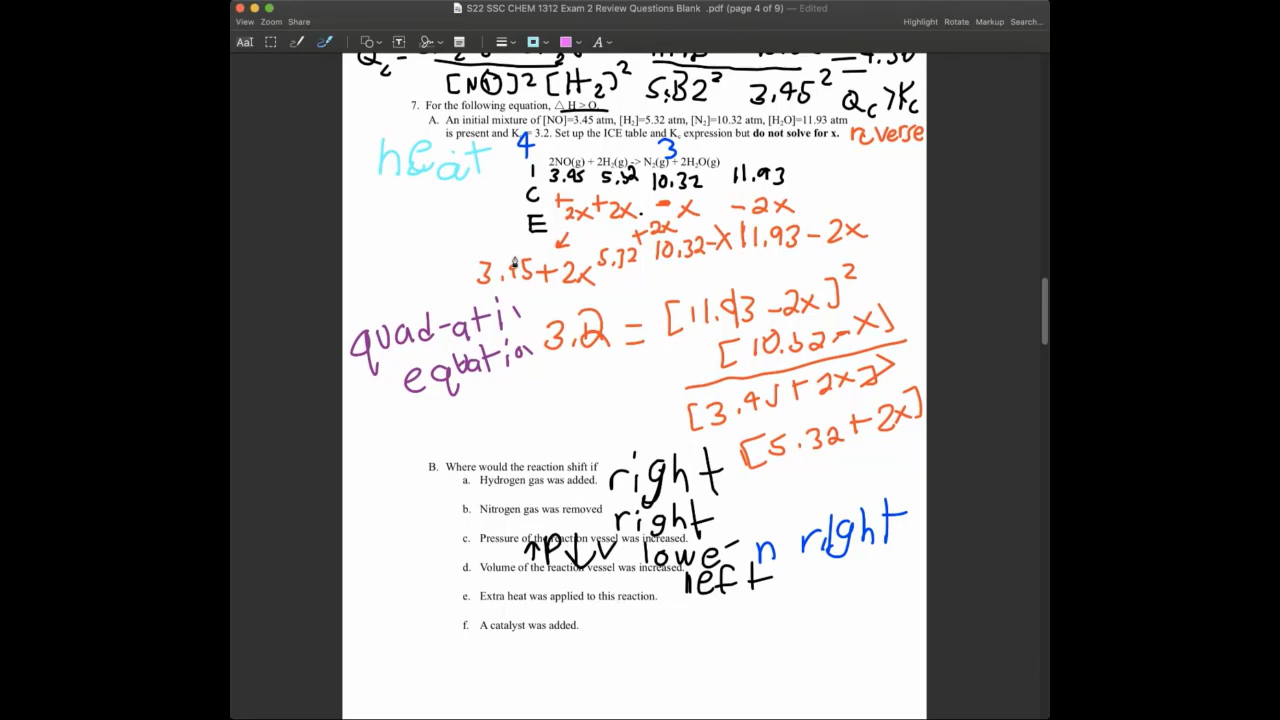 S22 SSC CHEM 1312 Exam 2 Review Questions Blank .pdf (page 4 of 9) — Edited
View Zoom Share Highlight Rotate Markup Search...
[NO]2 [H2]2 5.32² 3.45² Qc > Kc
7. For the following equation, △ H > O.
A. An initial mixture of [NO]=3.45 atm, [H2]=5.32 atm, [N2]=10.32 atm, [H2O]=11.93 atm
is present and Kc = 3.2. Set up the ICE table and Kc expression but do not solve for x. reverse
heat 4 3
2NO(g) + 2H2(g) -> N2(g) + 2H2O(g)
I 3.45 5.32 10.32 11.93
C +2x +2x - x - 2x
E
3.45+2x 5.32+2x 10.32-x 11.93-2x
quadratic
equation
3.2 = [11.93-2x]²
[10.32-x]
[3.45+2x]
[5.32+2x]
B. Where would the reaction shift if
a. Hydrogen gas was added. right
b. Nitrogen gas was removed right
c. Pressure of the reaction vessel was increased. ↑P↓V lower n right
d. Volume of the reaction vessel was increased. left
e. Extra heat was applied to this reaction.
f. A catalyst was added.